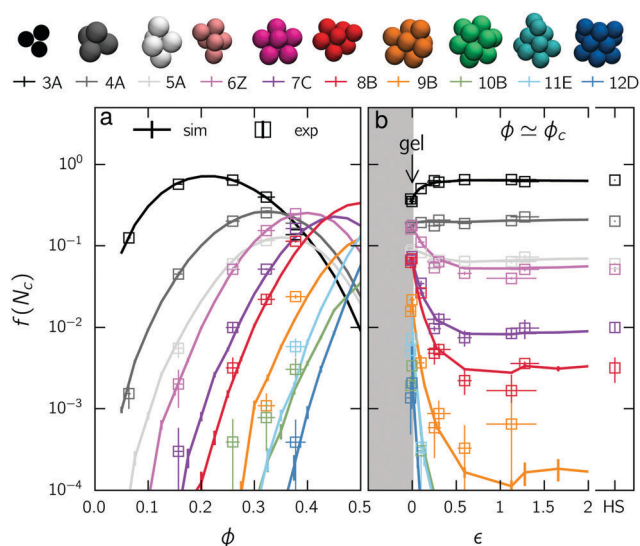 3A 4A 5A 6Z 7C 8B 9B 10B 11E 12D
a sim exp
b ϕ ≃ ϕc
gel
f(Nc)
10^0
10^-1
10^-2
10^-3
10^-4
0.0 0.1 0.2 0.3 0.4 0.5
0 0.5 1 1.5 2 HS
ϕ
ϵ